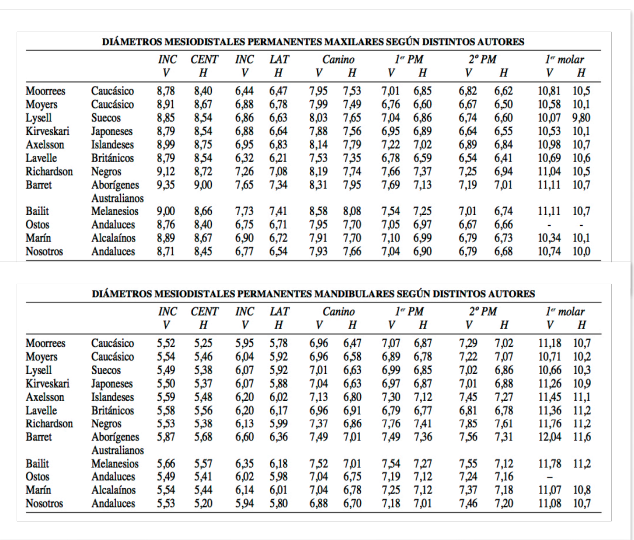 DIÁMETROS MESIODISTALES PERMANENTES MAXILARES SEGÚN DISTINTOS AUTORES
INC CENT INC LAT Canino 1er PM 2º PM 1er molar
V H V H V H V H V H V H
Moorrees Caucásico 8,78 8,40 6,44 6,47 7,95 7,53 7,01 6,85 6,82 6,62 10,81 10,5
Moyers Caucásico 8,91 8,67 6,88 6,78 7,99 7,49 6,76 6,60 6,67 6,50 10,58 10,1
Lysell Suecos 8,85 8,54 6,86 6,63 8,03 7,65 7,04 6,86 6,74 6,60 10,07 9,80
Kirveskari Japoneses 8,79 8,54 6,88 6,64 7,88 7,56 6,95 6,89 6,64 6,55 10,53 10,1
Axelsson Islandeses 8,99 8,75 6,95 6,83 8,14 7,79 7,22 7,02 6,89 6,84 10,98 10,7
Lavelle Británicos 8,79 8,54 6,32 6,21 7,53 7,35 6,78 6,59 6,54 6,41 10,69 10,6
Richardson Negros 9,12 8,72 7,26 7,08 8,19 7,74 7,66 7,37 7,25 6,94 11,04 10,5
Barret Aborígenes 9,35 9,00 7,65 7,34 8,31 7,95 7,69 7,13 7,19 7,01 11,11 10,7
Australianos
Bailit Melanesios 9,00 8,66 7,73 7,41 8,58 8,08 7,54 7,25 7,01 6,74 11,11 10,7
Ostos Andaluces 8,76 8,40 6,75 6,71 7,95 7,70 7,05 6,97 6,67 6,66 - -
Marín Alcalaínos 8,89 8,67 6,90 6,72 7,91 7,70 7,10 6,99 6,79 6,73 10,34 10,1
Nosotros Andaluces 8,71 8,45 6,77 6,54 7,93 7,66 7,04 6,90 6,79 6,68 10,74 10,0
DIÁMETROS MESIODISTALES PERMANENTES MANDIBULARES SEGÚN DISTINTOS AUTORES
INC CENT INC LAT Canino 1er PM 2º PM 1er molar
V H V H V H V H V H V H
Moorrees Caucásico 5,52 5,25 5,95 5,78 6,96 6,47 7,07 6,87 7,29 7,02 11,18 10,7
Moyers Caucásico 5,54 5,46 6,04 5,92 6,96 6,58 6,89 6,78 7,22 7,07 10,71 10,2
Lysell Suecos 5,49 5,38 6,07 5,92 7,01 6,63 6,99 6,85 7,02 6,86 10,66 10,3
Kirveskari Japoneses 5,50 5,37 6,07 5,88 7,04 6,63 6,97 6,87 7,01 6,88 11,26 10,9
Axelsson Islandeses 5,59 5,48 6,20 6,02 7,13 6,80 7,30 7,12 7,45 7,27 11,45 11,1
Lavelle Británicos 5,58 5,56 6,20 6,17 6,96 6,91 6,79 6,77 6,81 6,78 11,36 11,2
Richardson Negros 5,53 5,38 6,13 5,99 7,37 6,86 7,76 7,41 7,85 7,61 11,76 11,2
Barret Aborígenes 5,87 5,68 6,60 6,36 7,49 7,01 7,49 7,36 7,56 7,31 12,04 11,6
Australianos
Bailit Melanesios 5,66 5,57 6,35 6,18 7,52 7,01 7,54 7,27 7,55 7,12 11,78 11,2
Ostos Andaluces 5,49 5,41 6,02 5,98 7,04 6,75 7,19 7,12 7,24 7,16 –
Marín Alcalaínos 5,54 5,44 6,14 6,01 7,04 6,78 7,25 7,12 7,37 7,18 11,07 10,8
Nosotros Andaluces 5,53 5,20 5,94 5,80 6,88 6,70 7,18 7,01 7,46 7,20 11,08 10,7